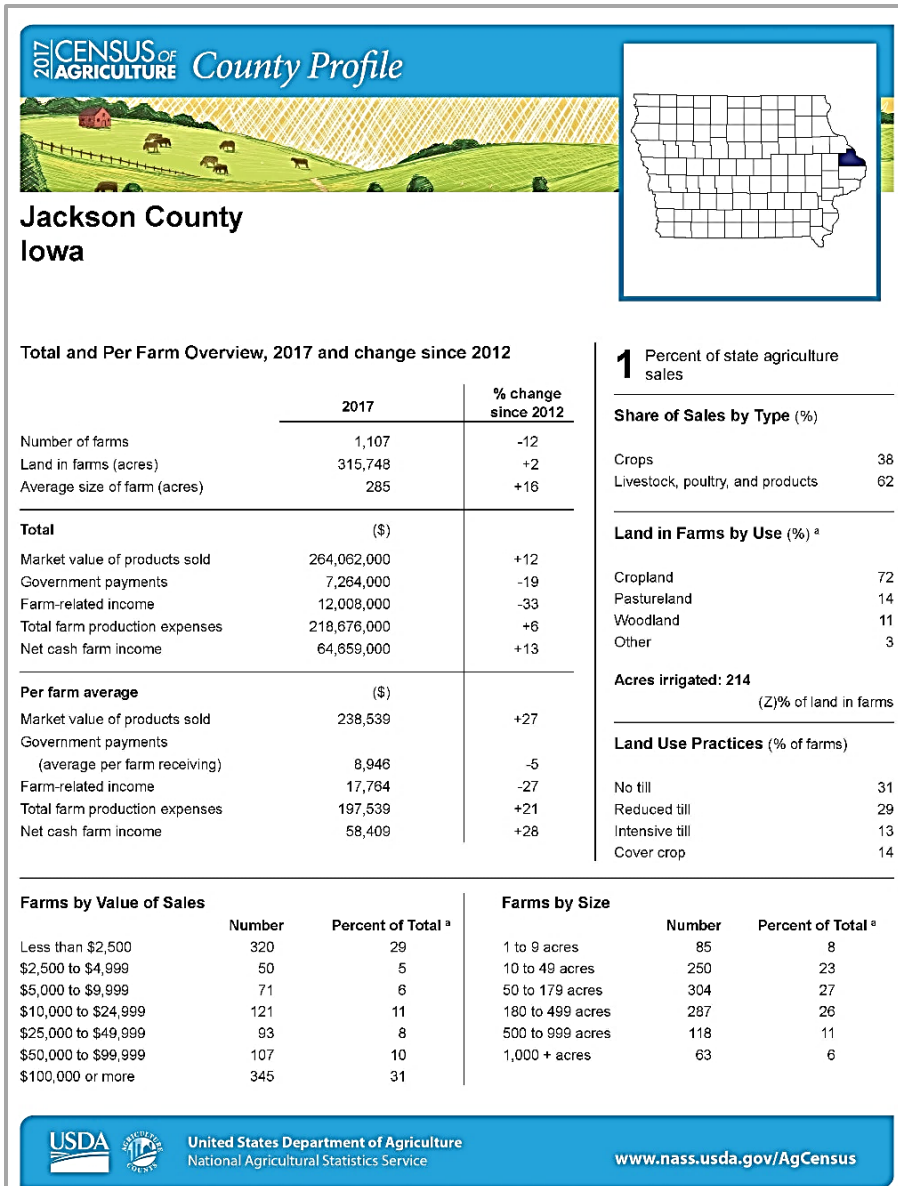 2017 CENSUS OF AGRICULTURE County Profile
Jackson County
Iowa
Total and Per Farm Overview, 2017 and change since 2012
2017 % change since 2012
Number of farms 1,107 -12
Land in farms (acres) 315,748 +2
Average size of farm (acres) 285 +16
Total ($)
Market value of products sold 264,062,000 +12
Government payments 7,264,000 -19
Farm-related income 12,008,000 -33
Total farm production expenses 218,676,000 +6
Net cash farm income 64,659,000 +13
Per farm average ($)
Market value of products sold 238,539 +27
Government payments
(average per farm receiving) 8,946 -5
Farm-related income 17,764 -27
Total farm production expenses 197,539 +21
Net cash farm income 58,409 +28
1 Percent of state agriculture
sales
Share of Sales by Type (%)
Crops 38
Livestock, poultry, and products 62
Land in Farms by Use (%) a
Cropland 72
Pastureland 14
Woodland 11
Other 3
Acres irrigated: 214
(Z)% of land in farms
Land Use Practices (% of farms)
No till 31
Reduced till 29
Intensive till 13
Cover crop 14
Farms by Value of Sales
Number Percent of Total a
Less than $2,500 320 29
$2,500 to $4,999 50 5
$5,000 to $9,999 71 6
$10,000 to $24,999 121 11
$25,000 to $49,999 93 8
$50,000 to $99,999 107 10
$100,000 or more 345 31
Farms by Size
Number Percent of Total a
1 to 9 acres 85 8
10 to 49 acres 250 23
50 to 179 acres 304 27
180 to 499 acres 287 26
500 to 999 acres 118 11
1,000 + acres 63 6
USDA
AGRICULTURE COUNTS
United States Department of Agriculture
National Agricultural Statistics Service
www.nass.usda.gov/AgCensus